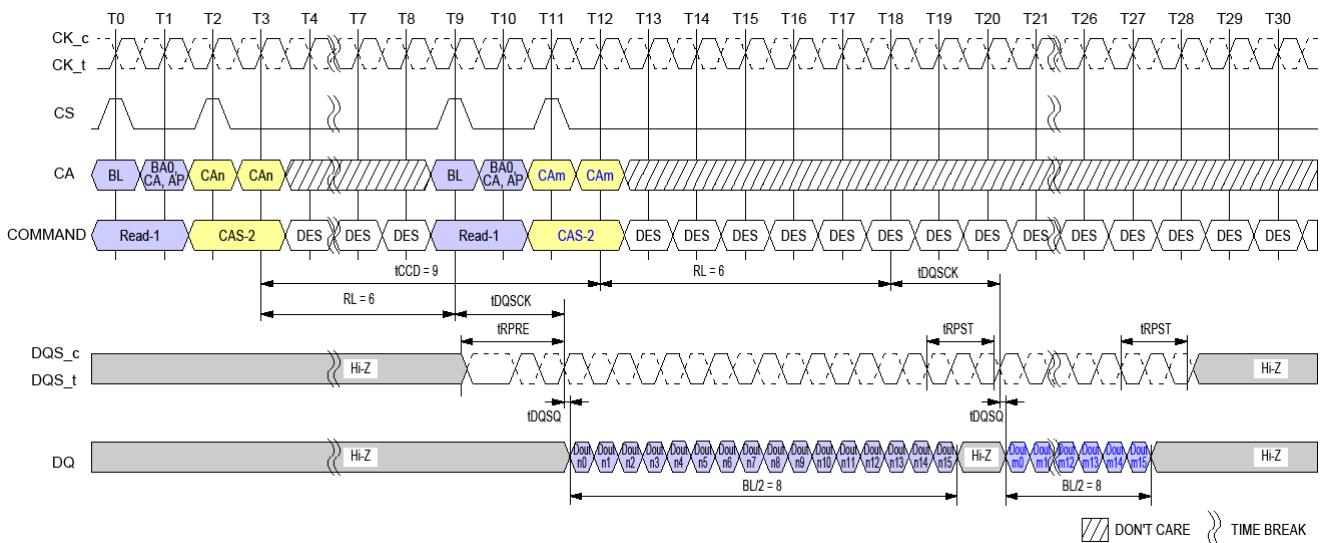 T0 T1 T2 T3 T4 T7 T8 T9 T10 T11 T12 T13 T14 T15 T16 T17 T18 T19 T20 T21 T26 T27 T28 T29 T30
CK_c
CK_t
CS
CA BL BA0, CA, AP CAn CAn BL BA0, CA, AP CAm CAm
COMMAND Read-1 CAS-2 DES DES DES Read-1 CAS-2 DES DES DES DES DES DES DES DES DES DES DES DES DES DES
tCCD = 9 RL = 6 tDQSCK
RL = 6 tDQSCK
tRPRE tRPST tRPST
DQS_c
DQS_t
Hi-Z Hi-Z
tDQSQ tDQSQ
DQ Hi-Z Dout n0 Dout n1 Dout n2 Dout n3 Dout n4 Dout n5 Dout n6 Dout n7 Dout n8 Dout n9 Dout n10 Dout n11 Dout n12 Dout n13 Dout n14 Dout n15 Hi-Z Dout m0 Dout m1 Dout m12 Dout m13 Dout m14 Dout m15 Hi-Z
BL/2 = 8 BL/2 = 8
DON'T CARE TIME BREAK